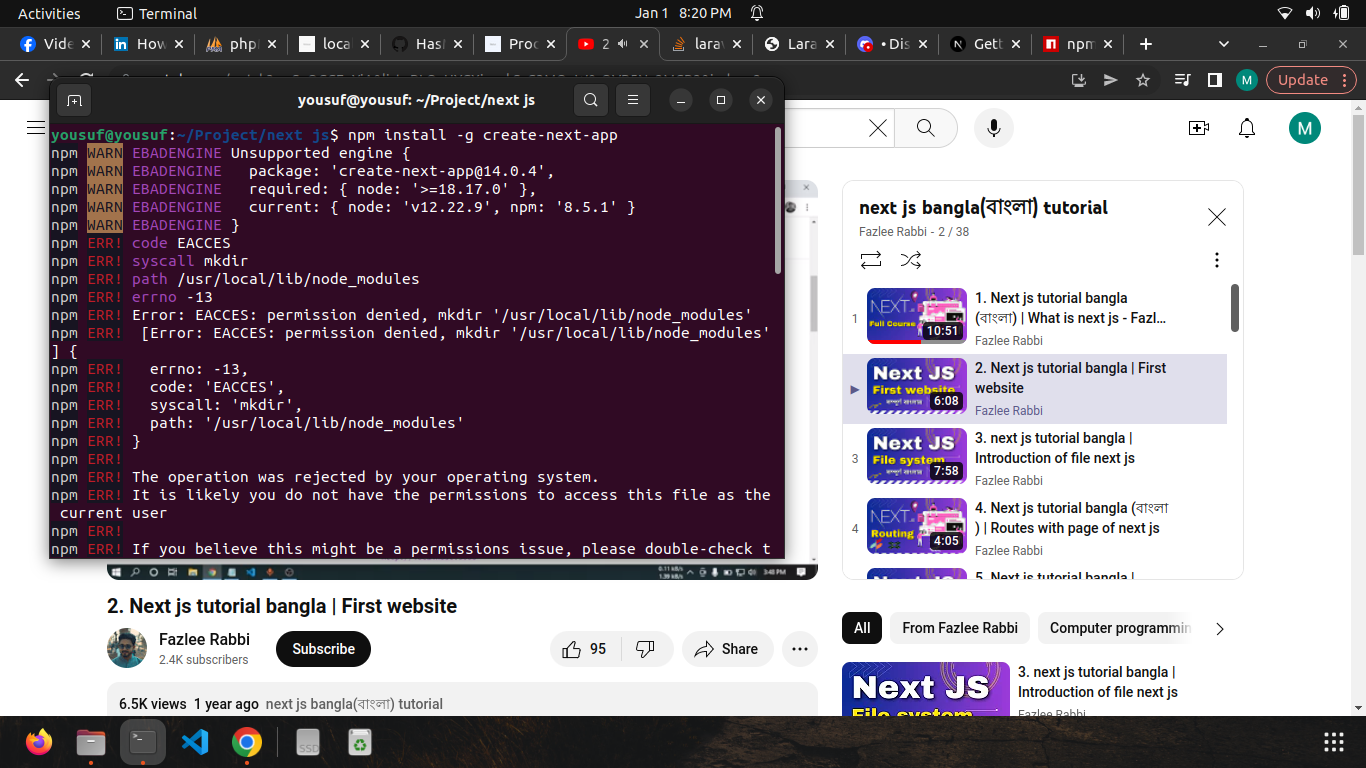 Activities
Terminal
Jan 1 8:20 PM
Vide
How
php
loca
Hasl
Proc
2
larav
Lara
• Dis
Gett
npm
Update
M
yousuf@yousuf: ~/Project/next js
yousuf@yousuf:~/Project/next js$ npm install -g create-next-app
npm WARN EBADENGINE Unsupported engine {
npm WARN EBADENGINE   package: 'create-next-app@14.0.4',
npm WARN EBADENGINE   required: { node: '>=18.17.0' },
npm WARN EBADENGINE   current: { node: 'v12.22.9', npm: '8.5.1' }
npm WARN EBADENGINE }
npm ERR! code EACCES
npm ERR! syscall mkdir
npm ERR! path /usr/local/lib/node_modules
npm ERR! errno -13
npm ERR! Error: EACCES: permission denied, mkdir '/usr/local/lib/node_modules'
npm ERR!  [Error: EACCES: permission denied, mkdir '/usr/local/lib/node_modules'
] {
npm ERR!   errno: -13,
npm ERR!   code: 'EACCES',
npm ERR!   syscall: 'mkdir',
npm ERR!   path: '/usr/local/lib/node_modules'
npm ERR! }
npm ERR!
npm ERR! The operation was rejected by your operating system.
npm ERR! It is likely you do not have the permissions to access this file as the
 current user
npm ERR!
npm ERR! If you believe this might be a permissions issue, please double-check t
3:48 PM
M
next js bangla(বাংলা) tutorial
Fazlee Rabbi - 2 / 38
1
NEXT
Full Course
10:51
1. Next js tutorial bangla
(বাংলা) | What is next js - Fazl...
Fazlee Rabbi
Next JS
First website
6:08
2. Next js tutorial bangla | First
website
Fazlee Rabbi
3
Next JS
File system
7:58
3. next js tutorial bangla |
Introduction of file next js
Fazlee Rabbi
4
NEXT
Routing
4:05
4. Next js tutorial bangla (বাংলা
) | Routes with page of next js
Fazlee Rabbi
5. Next js tutorial bangla |
2. Next js tutorial bangla | First website
Fazlee Rabbi
2.4K subscribers
Subscribe
95
Share
6.5K views 1 year ago next js bangla(বাংলা) tutorial
All
From Fazlee Rabbi
Computer programmin
Next JS
File system
3. next js tutorial bangla |
Introduction of file next js
Fazlee Rabbi
SSD